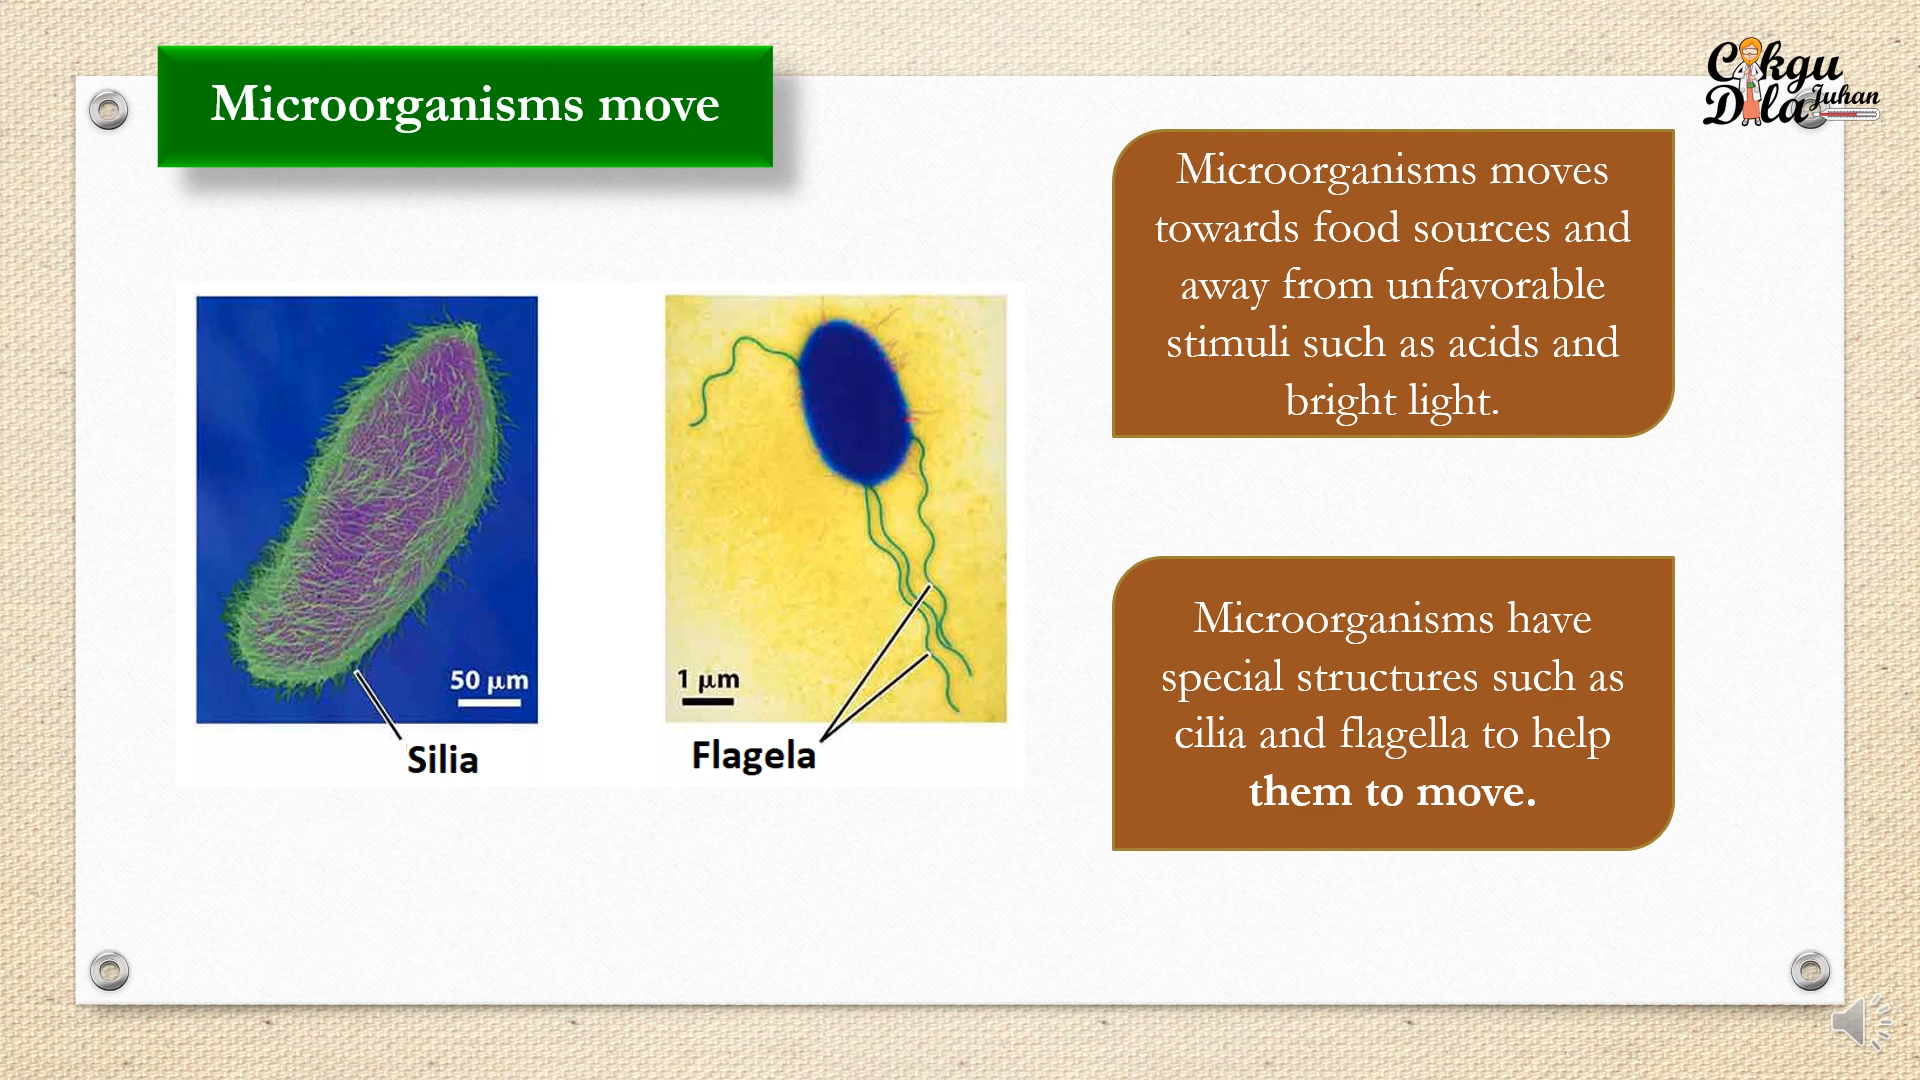 Microorganisms move
Cikgu
Dila Juhan
Microorganisms moves
towards food sources and
away from unfavorable
stimuli such as acids and
bright light.
50 µm
Silia
1 µm
Flagela
Microorganisms have
special structures such as
cilia and flagella to help
them to move.